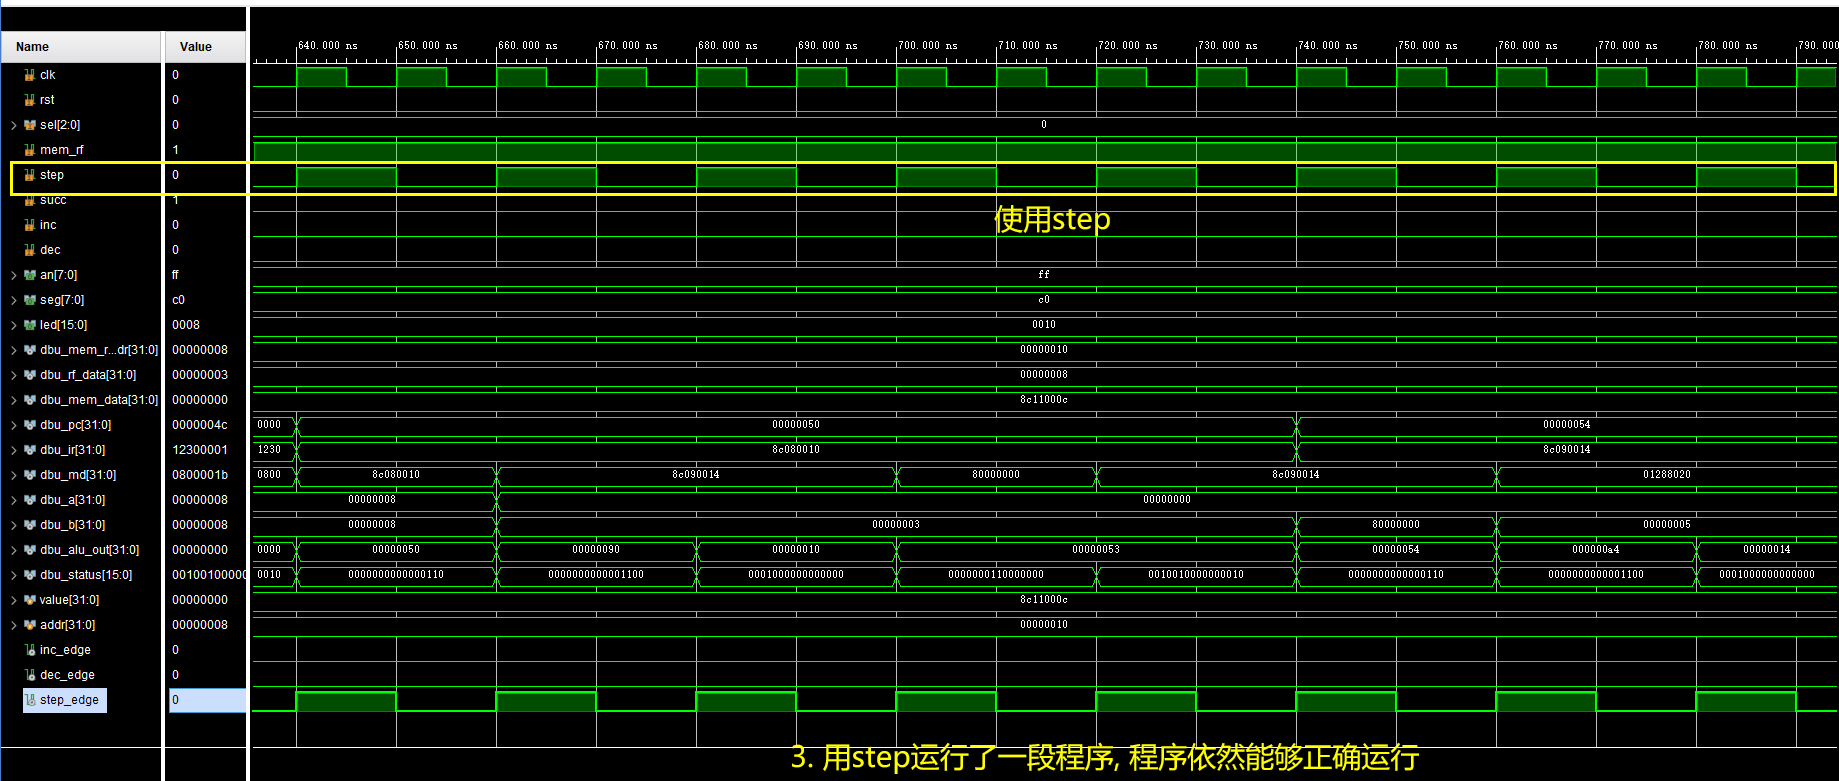 Name Value
640.000 ns 650.000 ns 660.000 ns 670.000 ns 680.000 ns 690.000 ns 700.000 ns 710.000 ns 720.000 ns 730.000 ns 740.000 ns 750.000 ns 760.000 ns 770.000 ns 780.000 ns 790.000
clk 0
rst 0
sel[2:0] 0 0
mem_rf 1
step 0
succ 1
使用step
inc 0
dec 0
an[7:0] ff ff
seg[7:0] c0 c0
led[15:0] 0008 0010
dbu_mem_r...dr[31:0] 00000008 00000010
dbu_rf_data[31:0] 00000003 00000008
dbu_mem_data[31:0] 00000000 8c11000c
dbu_pc[31:0] 0000004c 0000 00000050 00000054
dbu_ir[31:0] 12300001 1230 8c080010 8c090014
dbu_md[31:0] 0800001b 0800 8c080010 8c090014 80000000 8c090014 01288020
dbu_a[31:0] 00000008 00000008 00000000
dbu_b[31:0] 00000008 00000008 00000003 80000000 00000005
dbu_alu_out[31:0] 00000000 0000 00000050 00000090 00000010 00000053 00000054 000000a4 00000014
dbu_status[15:0] 00100100000 0010 0000000000000110 0000000000001100 0001000000000000 0000000110000000 0010010000000010 0000000000000110 0000000000001100 0001000000000000
value[31:0] 00000000 8c11000c
addr[31:0] 00000008 00000010
inc_edge 0
dec_edge 0
step_edge 0
3. 用step运行了一段程序, 程序依然能够正确运行